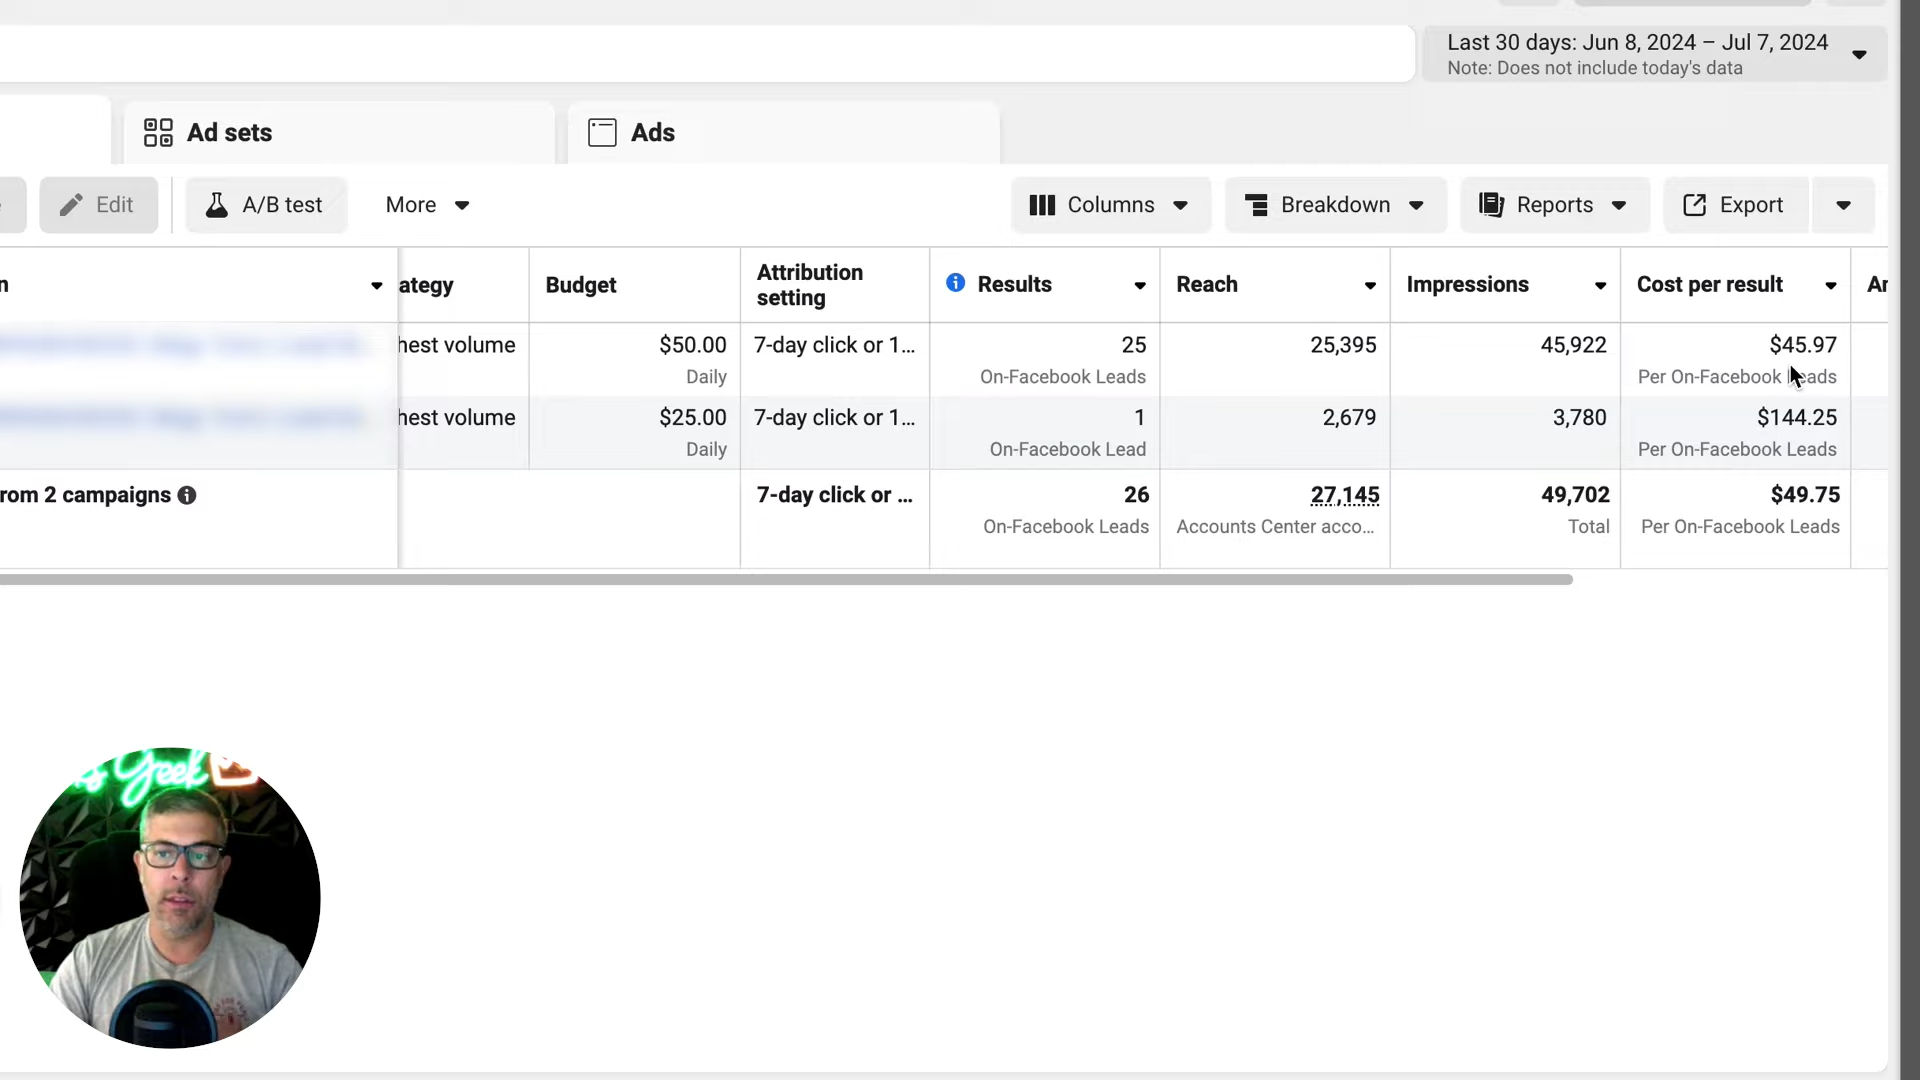 Last 30 days: Jun 8, 2024 – Jul 7, 2024
Note: Does not include today's data
Ad sets
Ads
Edit
A/B test
More
Columns
Breakdown
Reports
Export
n
ategy
Budget
Attribution
setting
Results
Reach
Impressions
Cost per result
Ar
hest volume
$50.00
7-day click or 1...
25
25,395
45,922
$45.97
Daily
On-Facebook Leads
Per On-Facebook Leads
hest volume
$25.00
7-day click or 1...
1
2,679
3,780
$144.25
Daily
On-Facebook Lead
Per On-Facebook Leads
rom 2 campaigns
7-day click or ...
26
27,145
49,702
$49.75
On-Facebook Leads
Accounts Center acco...
Total
Per On-Facebook Leads
Geek